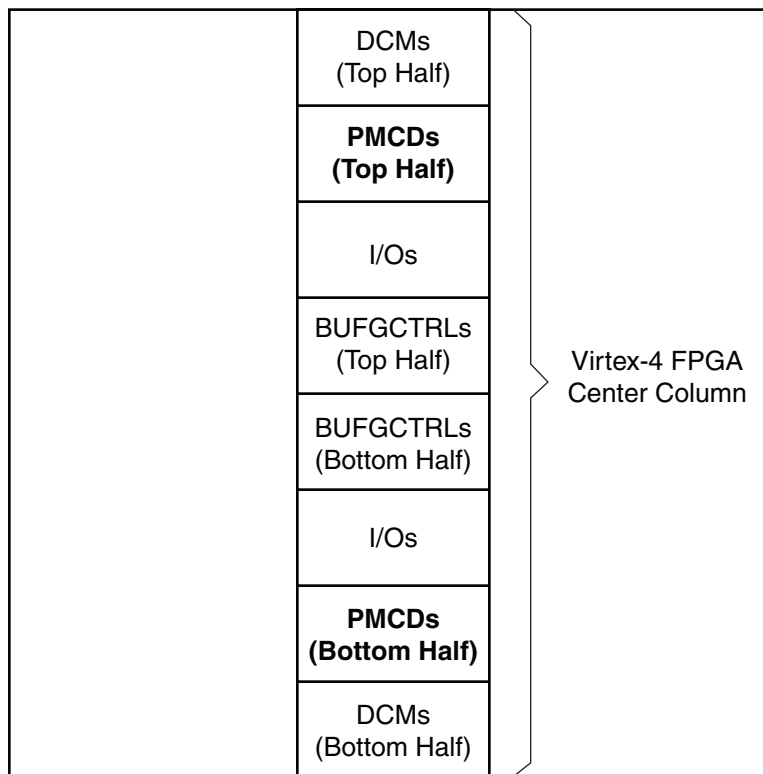 DCMs
(Top Half)
PMCDs
(Top Half)
I/Os
BUFGCTRLs
(Top Half)
BUFGCTRLs
(Bottom Half)
I/Os
PMCDs
(Bottom Half)
DCMs
(Bottom Half)
Virtex-4 FPGA
Center Column